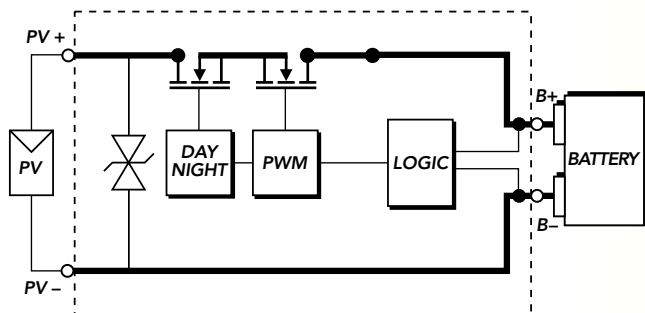 PV +
PV
DAY
NIGHT
PWM
LOGIC
B+
BATTERY
B–
PV –